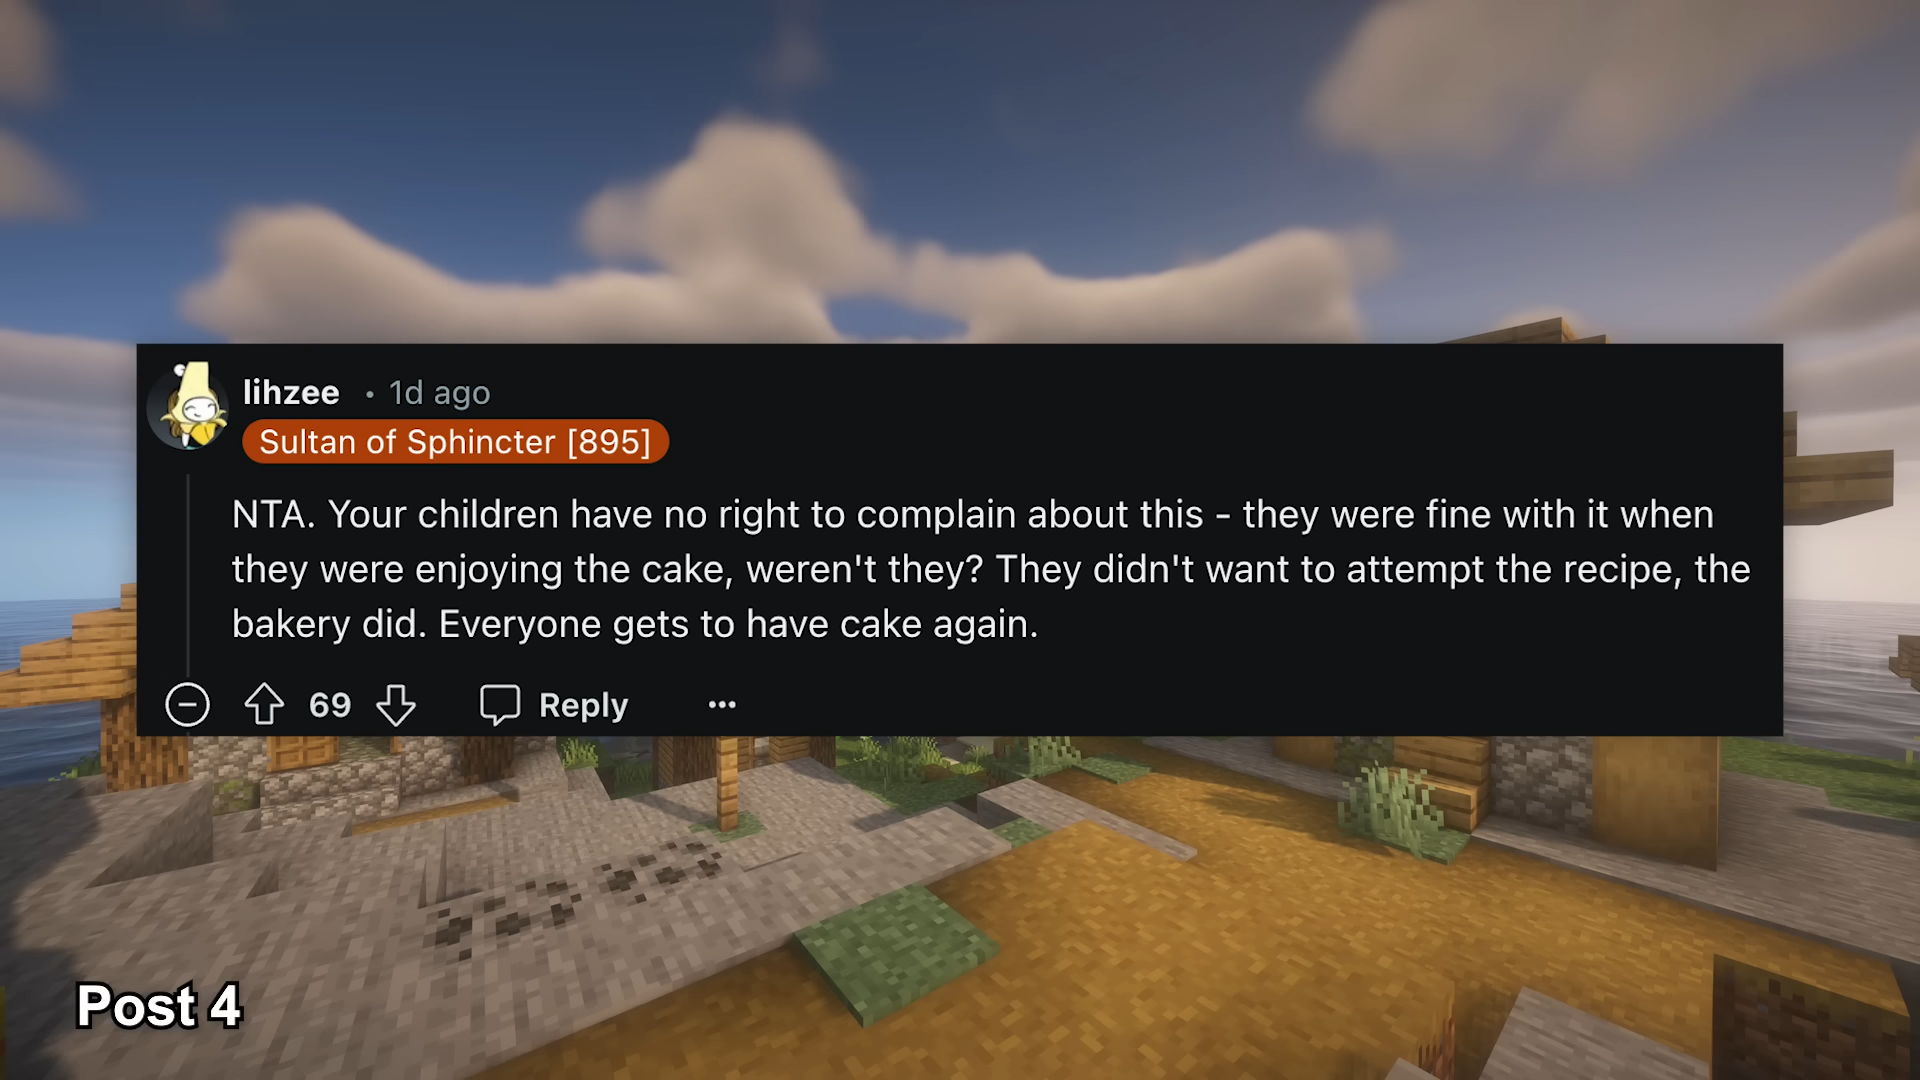 lihzee • 1d ago
Sultan of Sphincter [895]
NTA. Your children have no right to complain about this - they were fine with it when
they were enjoying the cake, weren't they? They didn't want to attempt the recipe, the
bakery did. Everyone gets to have cake again.
69 Reply ...
Post 4